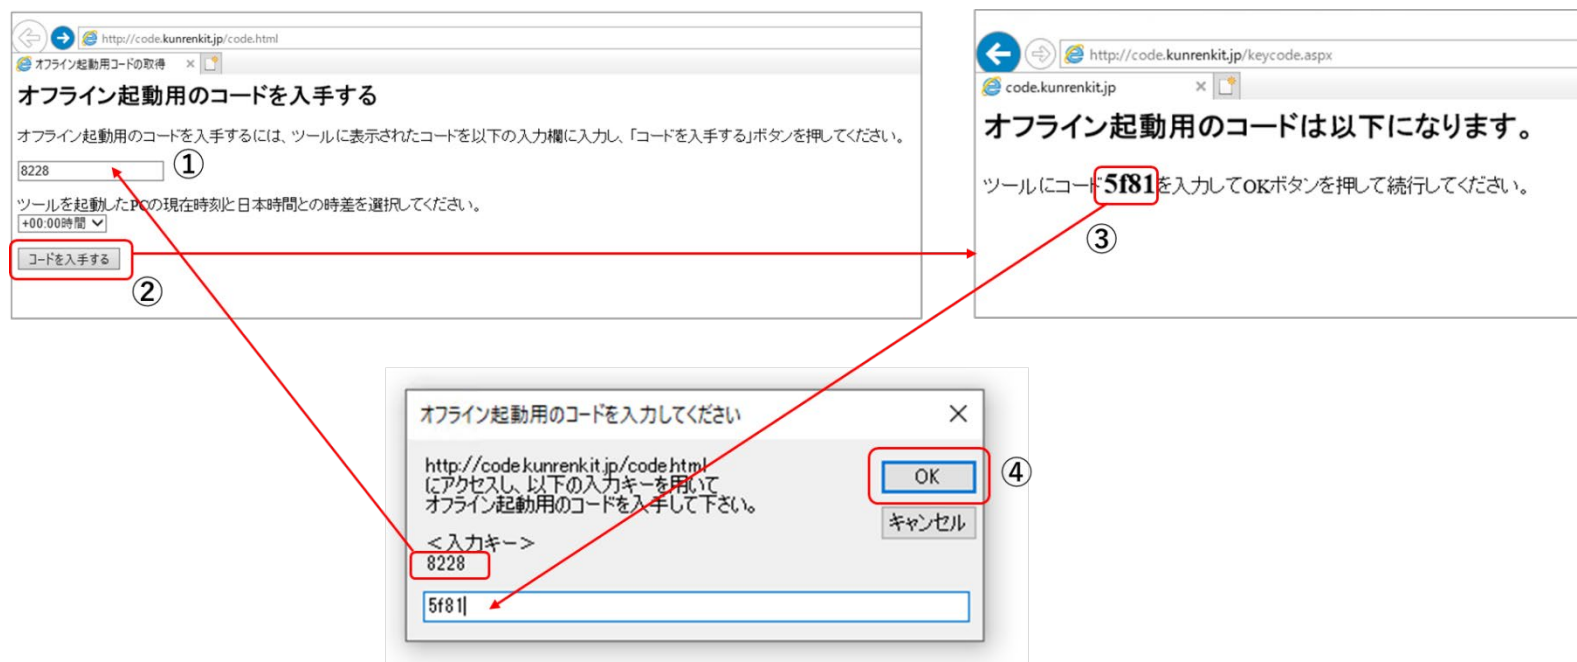 http://code.kunrenkit.jp/code.html
オフライン起動用コードの取得 ×
オフライン起動用のコードを入手する
オフライン起動用のコードを入手するには、ツールに表示されたコードを以下の入力欄に入力し、「コードを入手する」ボタンを押してください。
8228
①
ツールを起動したPCの現在時刻と日本時間との時差を選択してください。
+00:00時間
コードを入手する
②
http://code.kunrenkit.jp/keycode.aspx
code.kunrenkit.jp ×
オフライン起動用のコードは以下になります。
ツールにコード5f81を入力してOKボタンを押して続行してください。
③
オフライン起動用のコードを入力してください
http://code.kunrenkit.jp/code.html
にアクセスし、以下の入力キーを用いて
オフライン起動用のコードを入手して下さい。
OK
④
キャンセル
<入力キー>
8228
5f81